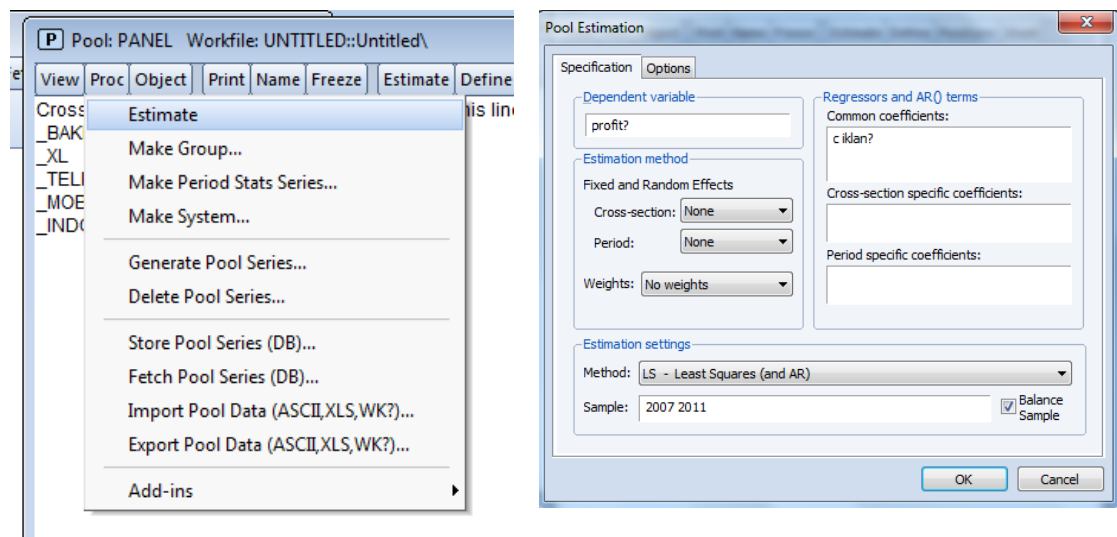 P Pool: PANEL Workfile: UNTITLED::Untitled\
View Proc Object Print Name Freeze Estimate Define
Cross
his line
_BAK
_XL
_TELI
_MOE
_INDO
Estimate
Make Group...
Make Period Stats Series...
Make System...
Generate Pool Series...
Delete Pool Series...
Store Pool Series (DB)...
Fetch Pool Series (DB)...
Import Pool Data (ASCII,XLS,WK?)...
Export Pool Data (ASCII,XLS,WK?)...
Add-ins
Pool Estimation
Specification Options
Dependent variable
profit?
Estimation method
Fixed and Random Effects
Cross-section: None
Period: None
Weights: No weights
Regressors and AR() terms
Common coefficients:
c iklan?
Cross-section specific coefficients:
Period specific coefficients:
Estimation settings
Method: LS - Least Squares (and AR)
Sample: 2007 2011
Balance
Sample
OK Cancel